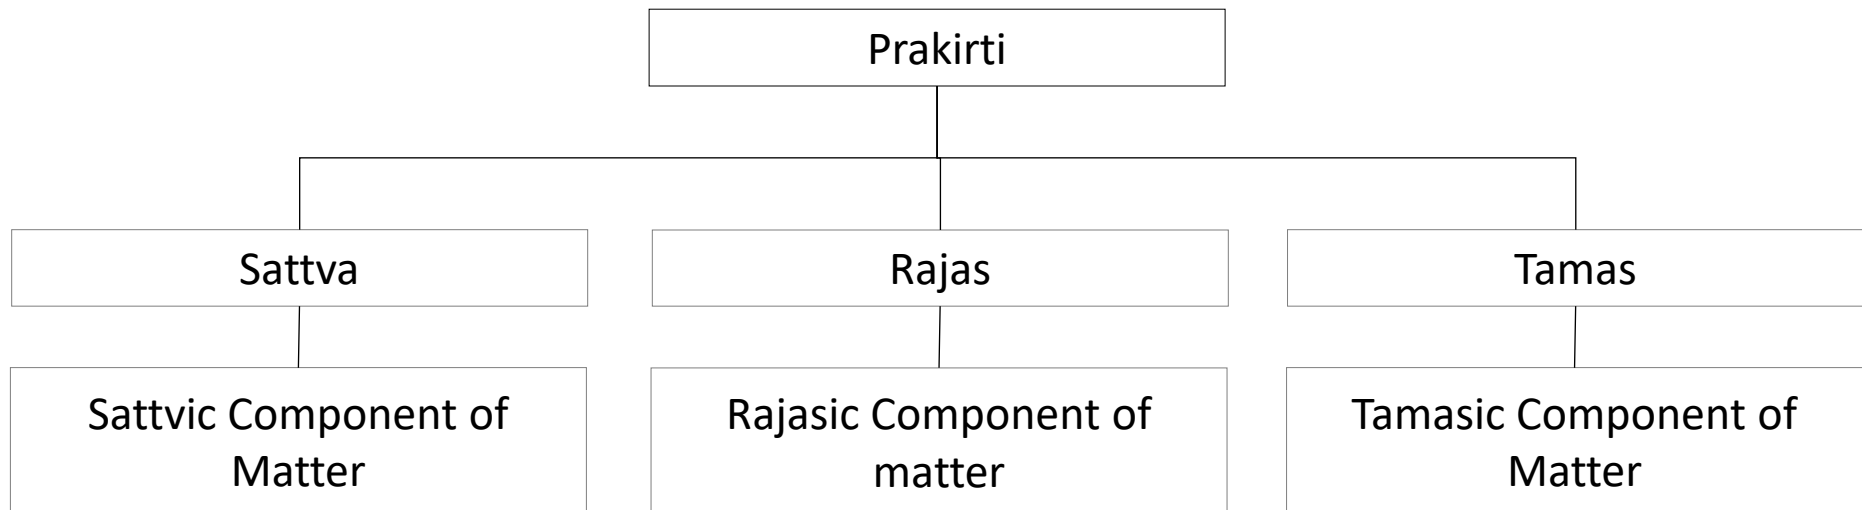 Prakirti
Sattva
Rajas
Tamas
Sattvic Component of
Matter
Rajasic Component of
matter
Tamasic Component of
Matter